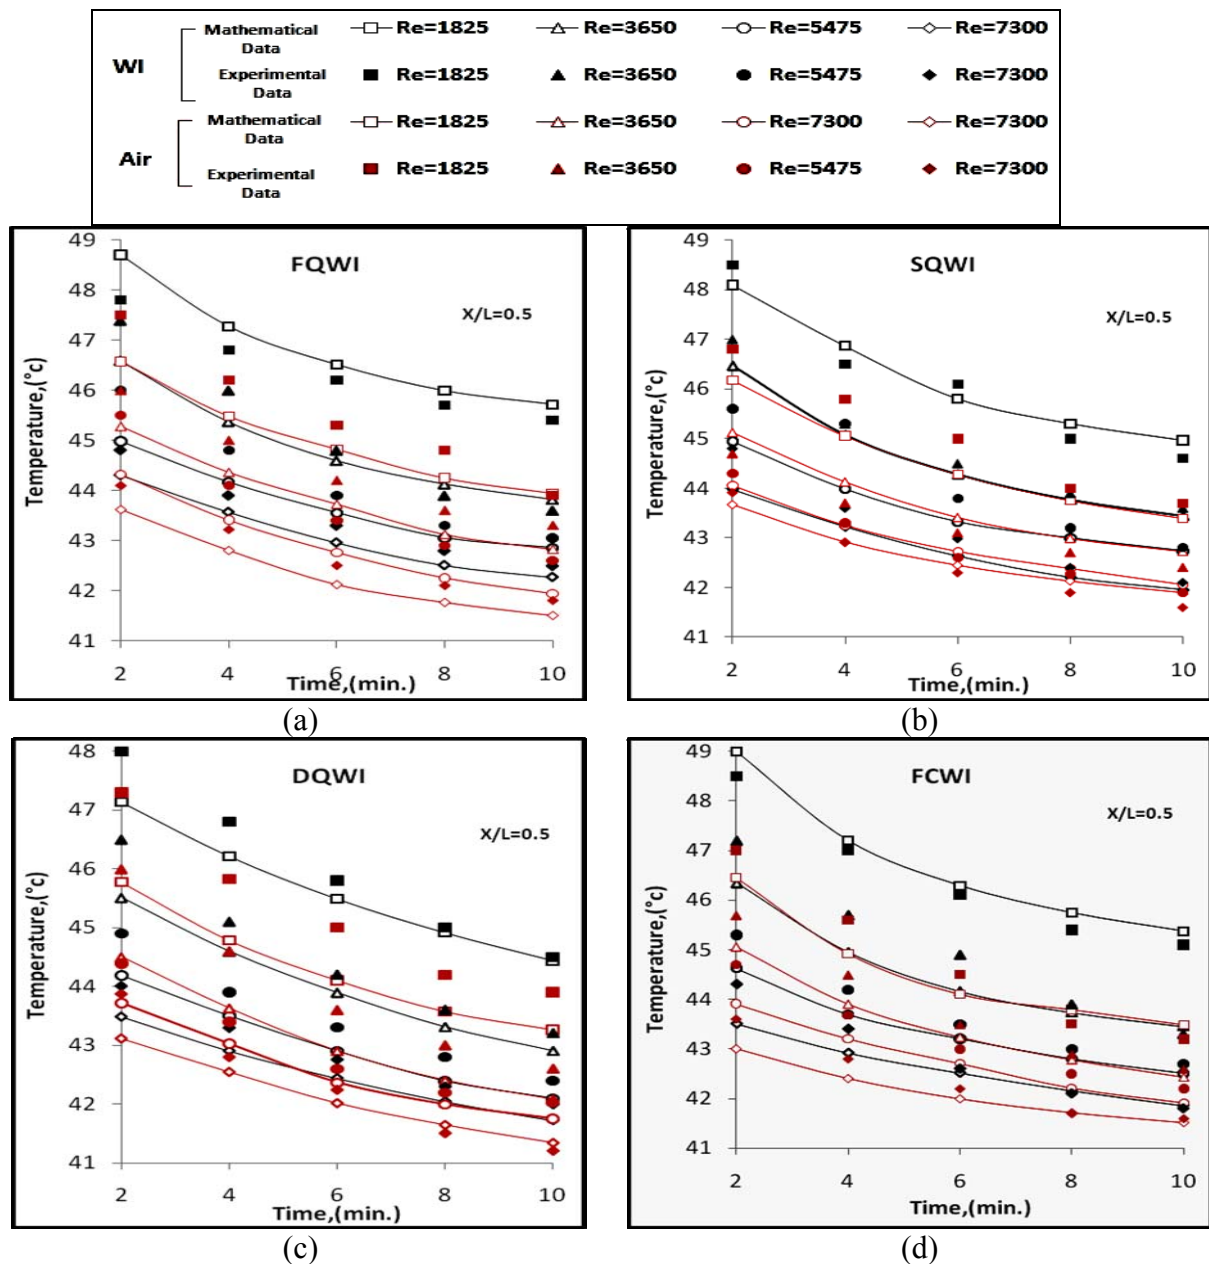 Mathematical Data Re=1825 Re=3650 Re=5475 Re=7300
WI
Experimental Data Re=1825 Re=3650 Re=5475 Re=7300
Mathematical Data Re=1825 Re=3650 Re=7300 Re=7300
Air
Experimental Data Re=1825 Re=3650 Re=5475 Re=7300
FQWI
X/L=0.5
Temperature,(°c)
49
48
47
46
45
44
43
42
41
2 4 6 8 10
Time,(min.)
(a)
SQWI
X/L=0.5
Temperature,(°c)
49
48
47
46
45
44
43
42
41
2 4 6 8 10
Time,(min.)
(b)
DQWI
X/L=0.5
Temperature,(°c)
48
47
46
45
44
43
42
41
2 4 6 8 10
Time,(min.)
(c)
FCWI
X/L=0.5
Temperature,(°c)
49
48
47
46
45
44
43
42
41
2 4 6 8 10
Time,(min.)
(d)